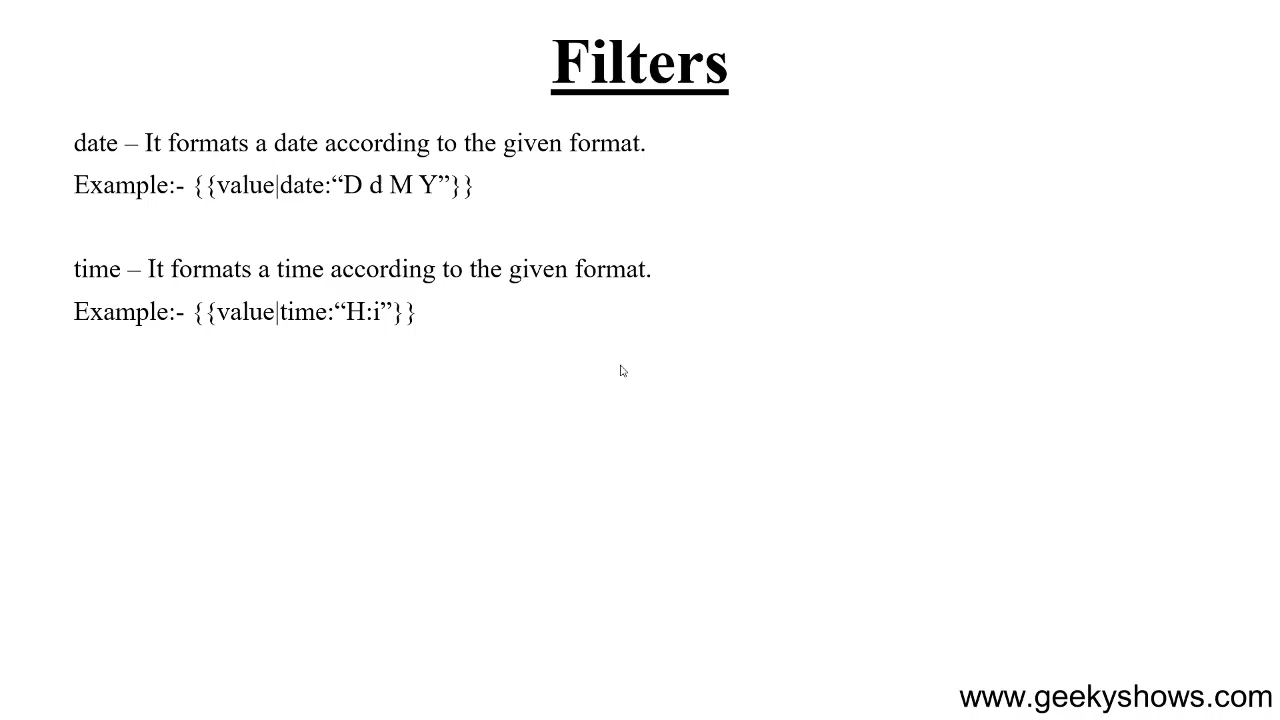 Filters
date – It formats a date according to the given format.
Example:- {{value|date:“D d M Y”}}
time – It formats a time according to the given format.
Example:- {{value|time:“H:i”}}
www.geekyshows.com